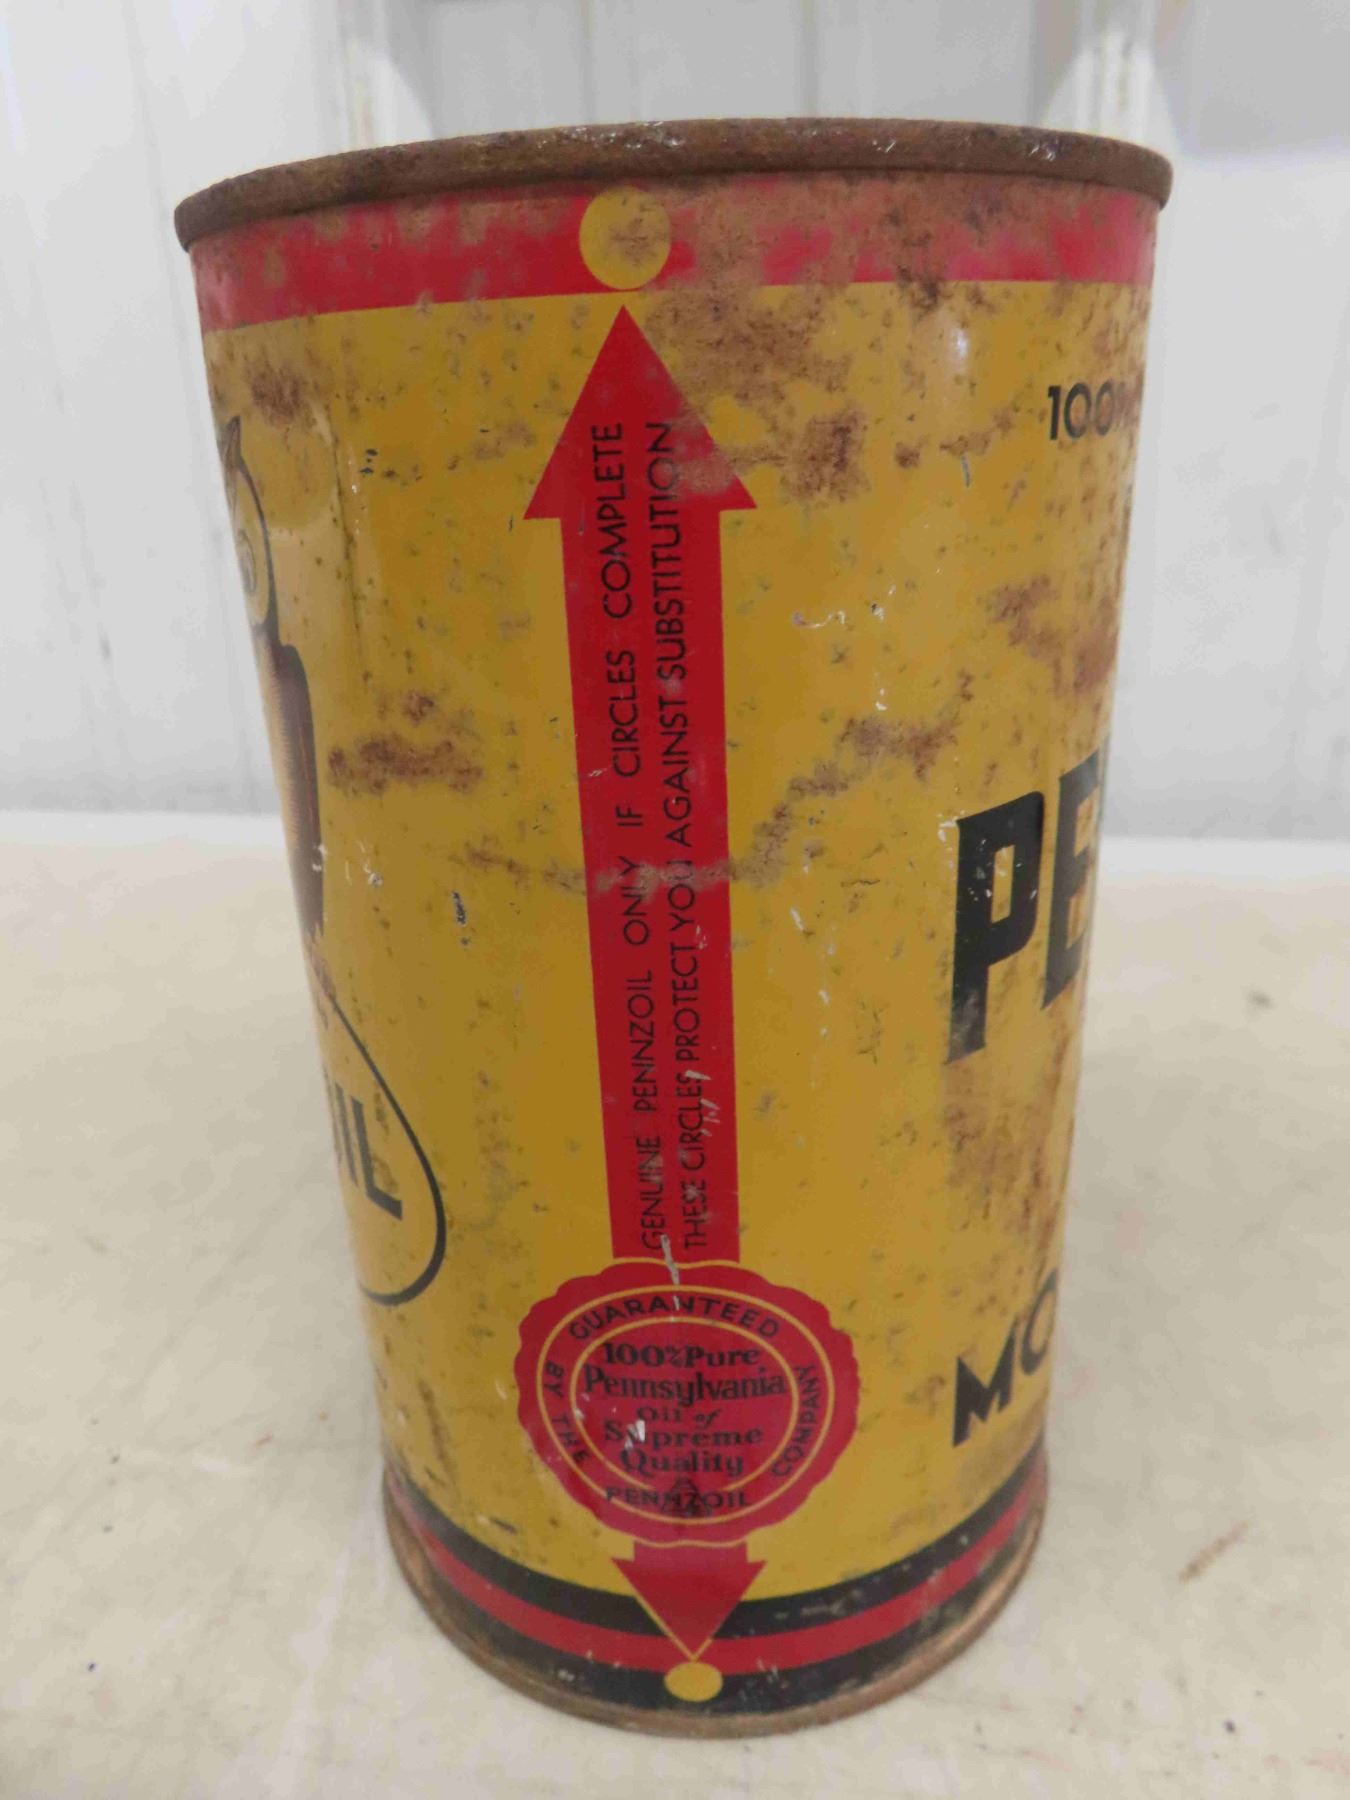 100%
GENUINE PENNZOIL ONLY IF CIRCLES COMPLETE
THESE CIRCLES PROTECT YOU AGAINST SUBSTITUTION
PE
MO
OIL
GUARANTEED
BY THE
PENNZOIL
COMPANY
100% Pure
Pennsylvania
Oil of
Supreme
Quality